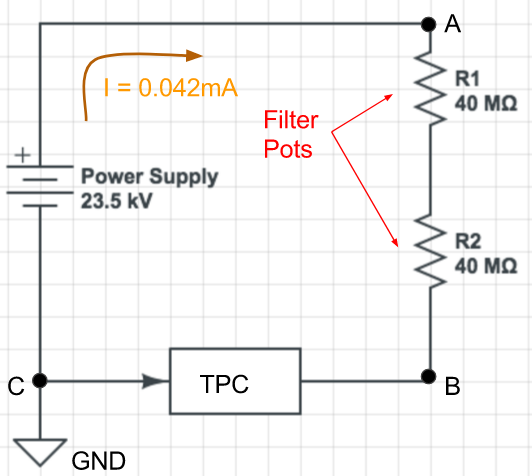 A
I = 0.042mA
R1
40 MΩ
Filter
Pots
+
Power Supply
23.5 kV
R2
40 MΩ
C
TPC
B
GND